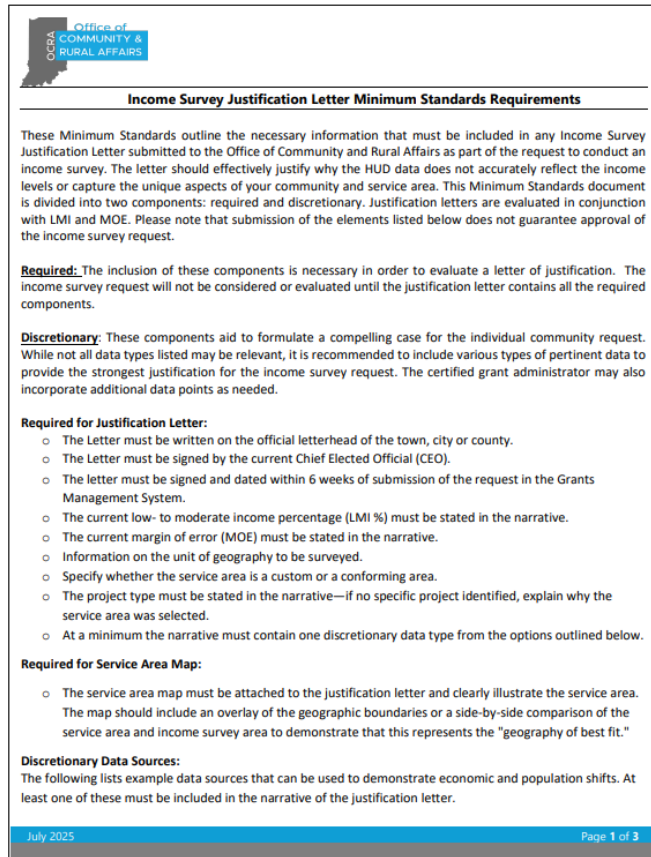 Office of
OCRA
COMMUNITY &
RURAL AFFAIRS
Income Survey Justification Letter Minimum Standards Requirements
These Minimum Standards outline the necessary information that must be included in any Income Survey
Justification Letter submitted to the Office of Community and Rural Affairs as part of the request to conduct an
income survey. The letter should effectively justify why the HUD data does not accurately reflect the income
levels or capture the unique aspects of your community and service area. This Minimum Standards document
is divided into two components: required and discretionary. Justification letters are evaluated in conjunction
with LMI and MOE. Please note that submission of the elements listed below does not guarantee approval of
the income survey request.
Required: The inclusion of these components is necessary in order to evaluate a letter of justification. The
income survey request will not be considered or evaluated until the justification letter contains all the required
components.
Discretionary: These components aid to formulate a compelling case for the individual community request.
While not all data types listed may be relevant, it is recommended to include various types of pertinent data to
provide the strongest justification for the income survey request. The certified grant administrator may also
incorporate additional data points as needed.
Required for Justification Letter:
o The Letter must be written on the official letterhead of the town, city or county.
o The Letter must be signed by the current Chief Elected Official (CEO).
o The letter must be signed and dated within 6 weeks of submission of the request in the Grants
Management System.
o The current low- to moderate income percentage (LMI %) must be stated in the narrative.
o The current margin of error (MOE) must be stated in the narrative.
o Information on the unit of geography to be surveyed.
o Specify whether the service area is a custom or a conforming area.
o The project type must be stated in the narrative—if no specific project identified, explain why the
service area was selected.
o At a minimum the narrative must contain one discretionary data type from the options outlined below.
Required for Service Area Map:
o The service area map must be attached to the justification letter and clearly illustrate the service area.
The map should include an overlay of the geographic boundaries or a side-by-side comparison of the
service area and income survey area to demonstrate that this represents the "geography of best fit."
Discretionary Data Sources:
The following lists example data sources that can be used to demonstrate economic and population shifts. At
least one of these must be included in the narrative of the justification letter.
July 2025
Page 1 of 3